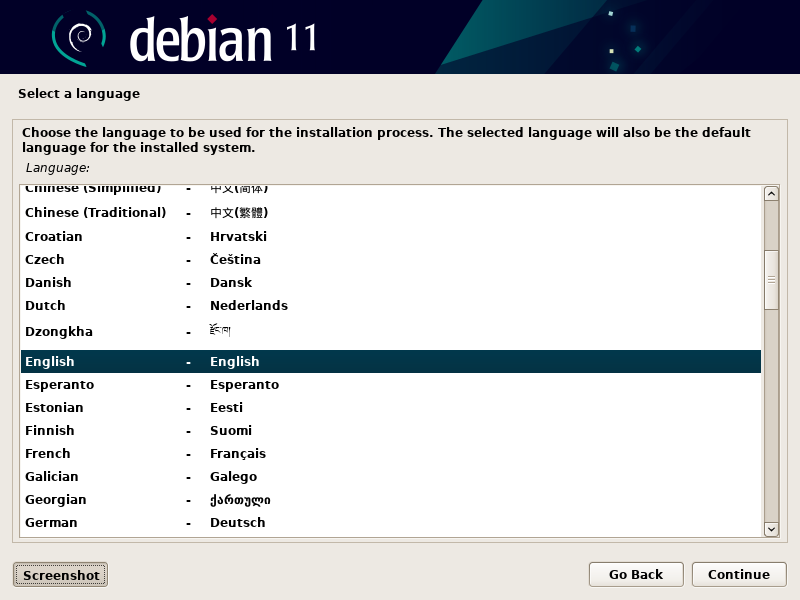 debian 11
Select a language
Choose the language to be used for the installation process. The selected language will also be the default
language for the installed system.
Language:
Chinese (Simplified) - 中文(简体)
Chinese (Traditional) - 中文(繁體)
Croatian - Hrvatski
Czech - Čeština
Danish - Dansk
Dutch - Nederlands
Dzongkha - རྫོང་ཁ།
English - English
Esperanto - Esperanto
Estonian - Eesti
Finnish - Suomi
French - Français
Galician - Galego
Georgian - ქართული
German - Deutsch
Screenshot
Go Back
Continue